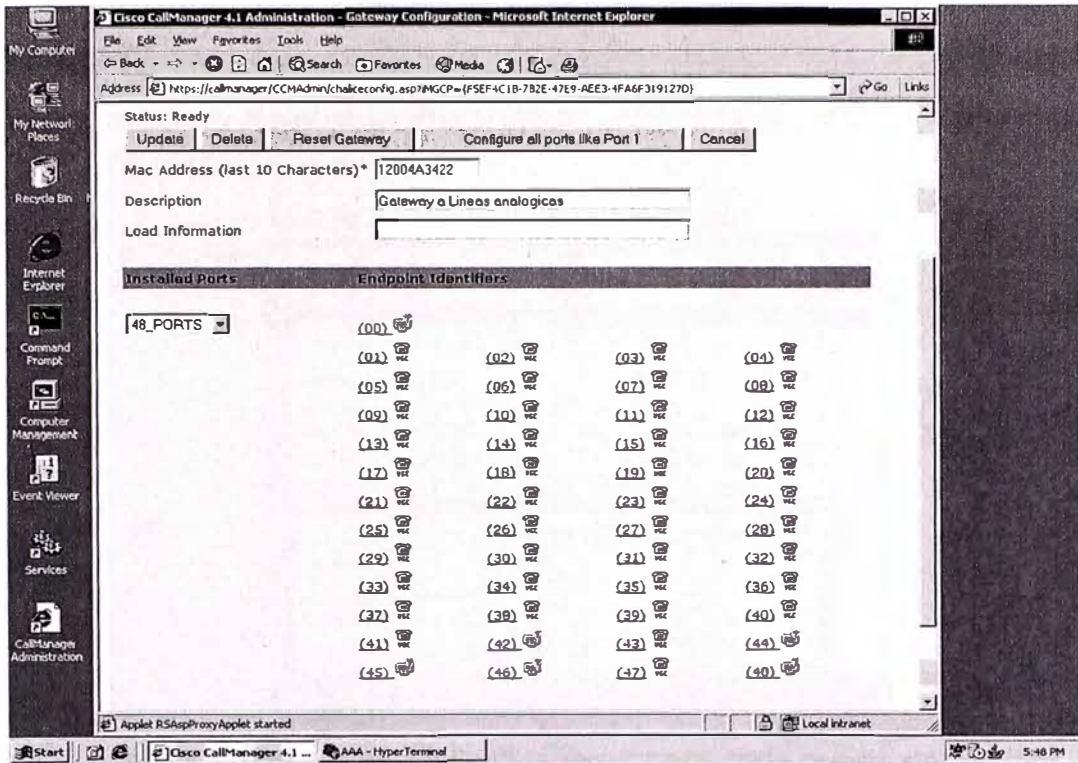 Cisco CallManager 4.1 Administration - Gateway Configuration - Microsoft Internet Explorer
File Edit View Favorites Tools Help
Back Search Favorites Media
Address https://callmanager/CCMAdmin/chaliceconfig.asp?MGCP={F5EF4C1B-7B2E-47E9-AEE3-4FA6F319127D} Go Links
Status: Ready
Update Delete Reset Gateway Configure all ports like Port 1 Cancel
Mac Address (last 10 Characters)* 12004A3422
Description Gateway a Lineas analogicas
Load Information
Installed Ports Endpoint Identifiers
48_PORTS (00)
(01) (02) (03) (04)
(05) (06) (07) (08)
(09) (10) (11) (12)
(13) (14) (15) (16)
(17) (18) (19) (20)
(21) (22) (23) (24)
(25) (26) (27) (28)
(29) (30) (31) (32)
(33) (34) (35) (36)
(37) (38) (39) (40)
(41) (42) (43) (44)
(45) (46) (47) (48)
Applet RSAspProxyApplet started Local intranet
My Computer
My Network
Places
Recycle Bin
Internet
Explorer
Command
Prompt
Computer
Management
Event Viewer
Services
CallManager
Administration
Start Cisco CallManager 4.1 ... AAA - HyperTerminal 5:48 PM